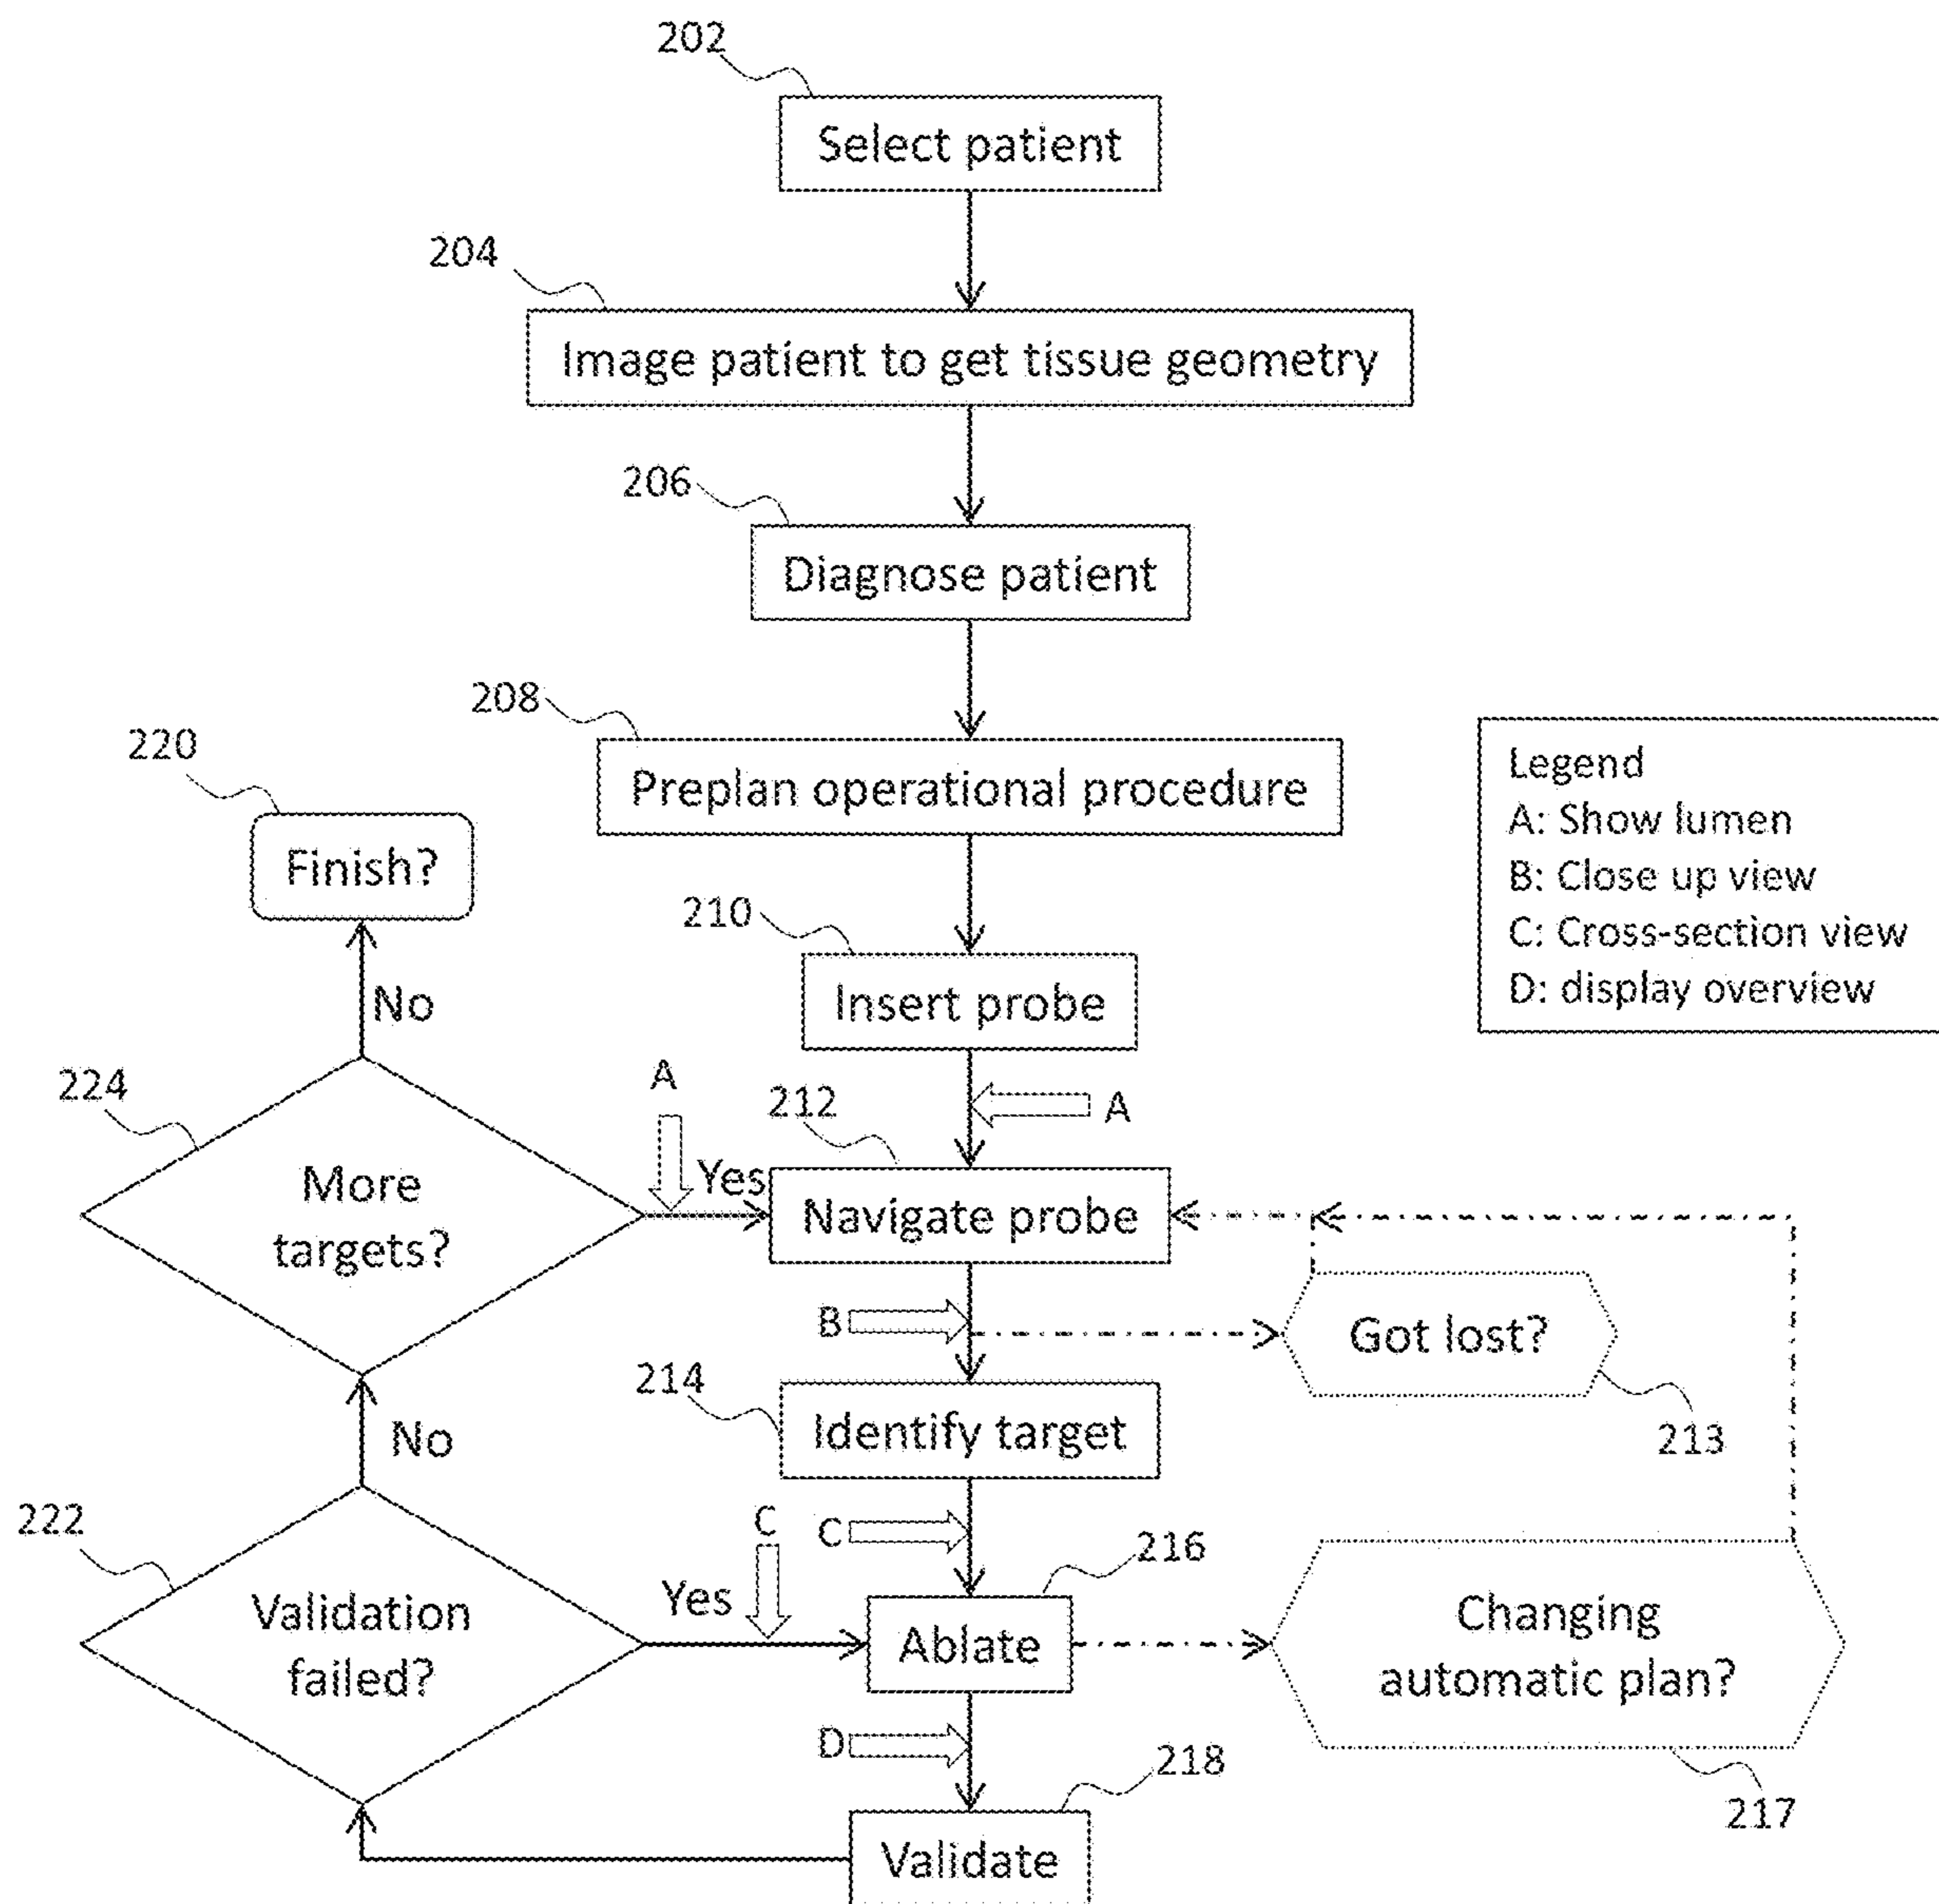 202
Select patient
204
Image patient to get tissue geometry
206
Diagnose patient
208
Preplan operational procedure
220
Finish?
Legend
A: Show lumen
B: Close up view
C: Cross-section view
D: display overview
210
Insert probe
No
224
A
212
A
More
targets?
Yes
Navigate probe
B
Got lost?
214
213
Identify target
No
222
C
C
216
Validation
failed?
Yes
Ablate
Changing
automatic plan?
D
218
217
Validate